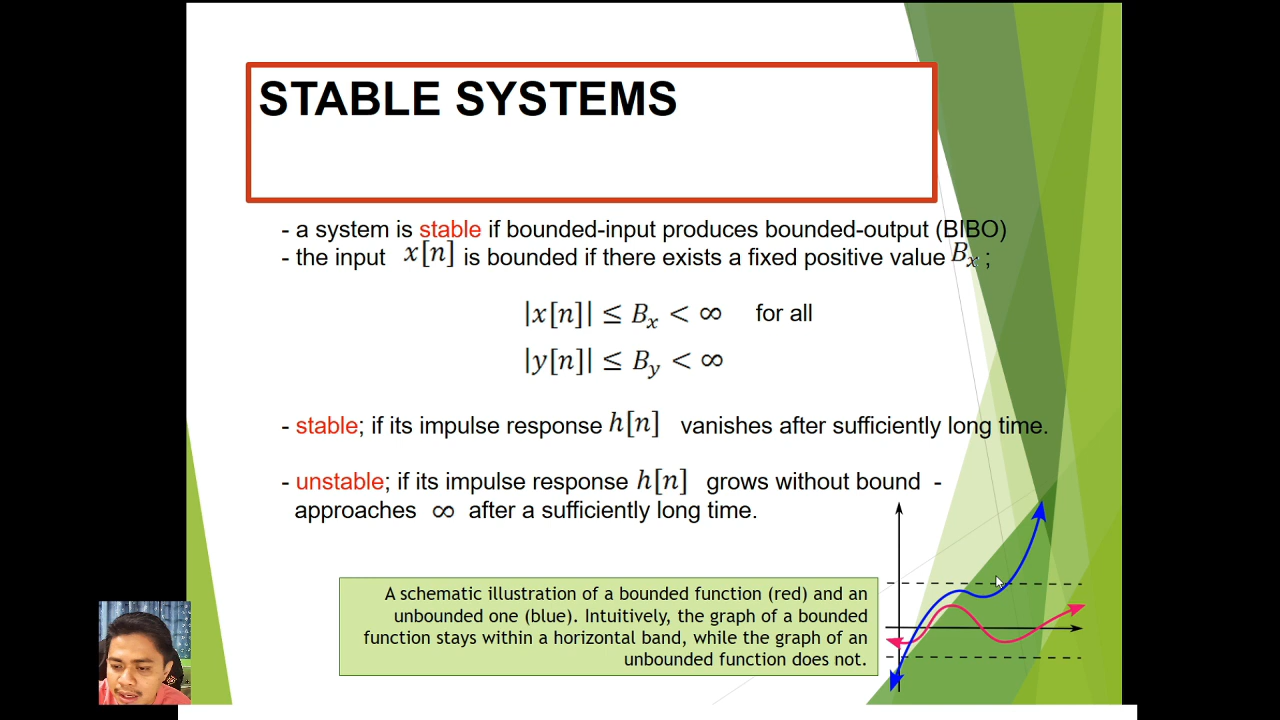 STABLE SYSTEMS
- a system is stable if bounded-input produces bounded-output (BIBO)
- the input x[n] is bounded if there exists a fixed positive value Bₓ ;
|x[n]| ≤ Bₓ < ∞ for all
|y[n]| ≤ B_y < ∞
- stable; if its impulse response h[n] vanishes after sufficiently long time.
- unstable; if its impulse response h[n] grows without bound -
approaches ∞ after a sufficiently long time.
A schematic illustration of a bounded function (red) and an
unbounded one (blue). Intuitively, the graph of a bounded
function stays within a horizontal band, while the graph of an
unbounded function does not.